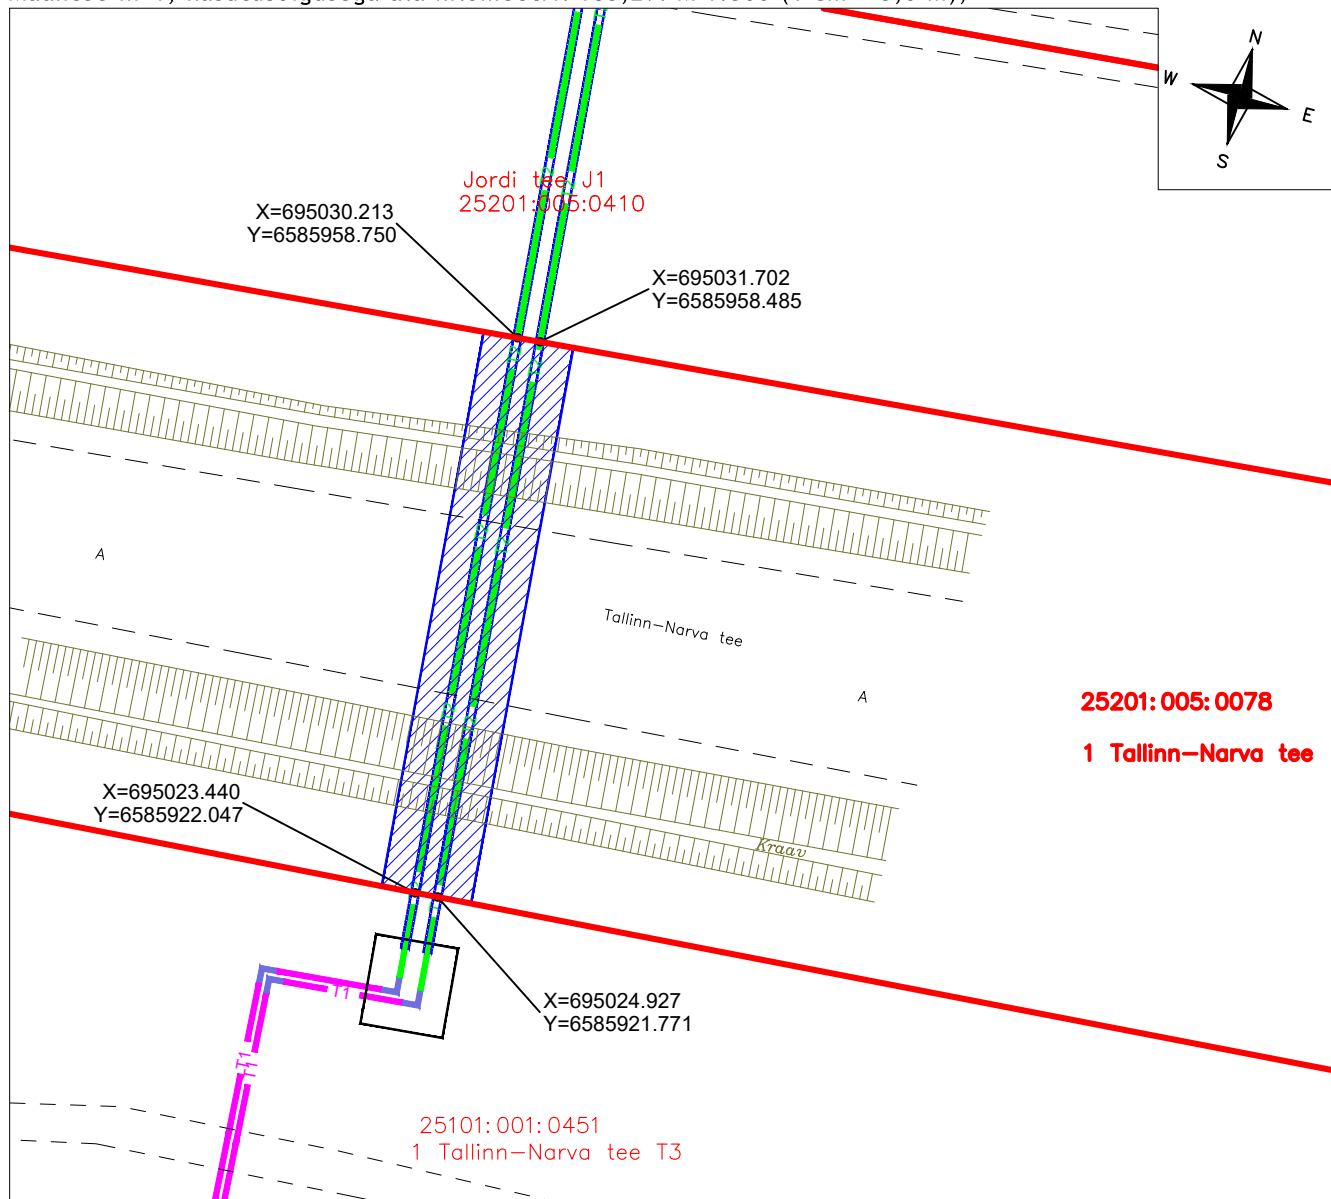 N
W
E
S
Jordi tee J1
25201:005:0410
X=695030.213
Y=6585958.750
X=695031.702
Y=6585958.485
A
Tallinn-Narva tee
A
25201:005:0078
1 Tallinn-Narva tee
X=695023.440
Y=6585922.047
Kraav
X=695024.927
Y=6585921.771
T1
T1
T1
25101:001:0451
1 Tallinn-Narva tee T3